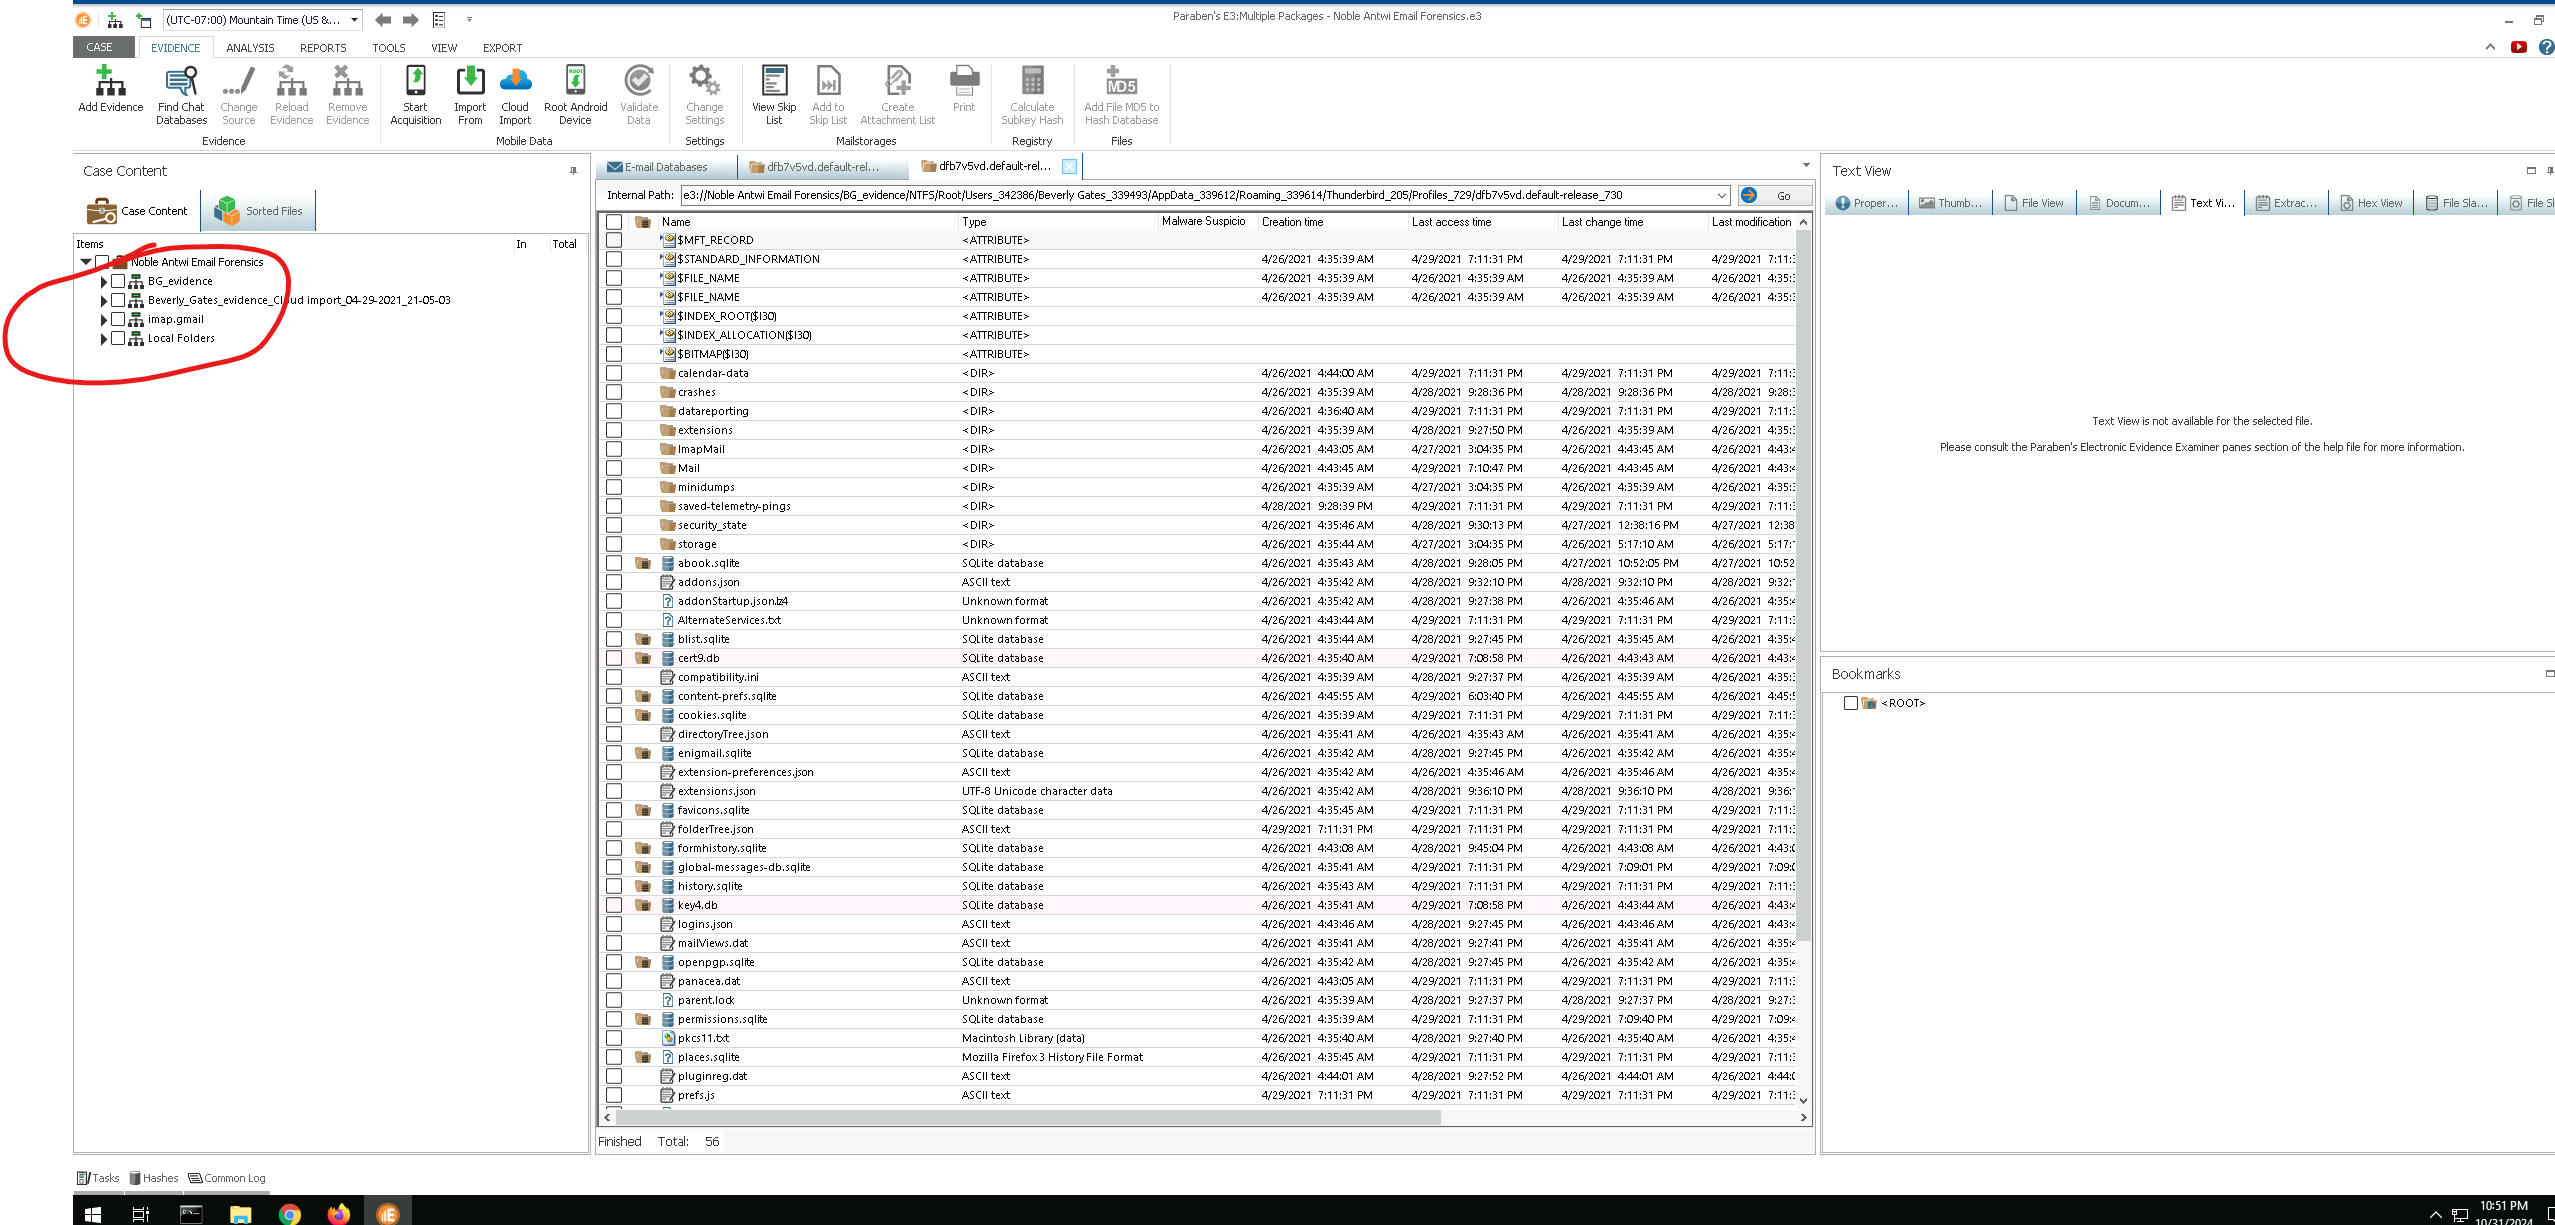 (UTC-07:00) Mountain Time (US &...
Paraben's E3:Multiple Packages - Noble Antwi Email Forensics.e3
CASE EVIDENCE ANALYSIS REPORTS TOOLS VIEW EXPORT
Add Evidence
Find Chat Databases
Change Source
Reload Evidence
Remove Evidence
Start Acquisition
Import From
Cloud Import
Root Android Device
Validate Data
Change Settings
View Skip List
Add to Skip List
Create Attachment List
Print
Calculate Subkey Hash
Add File MD5 to Hash Database
Evidence Mobile Data Settings Mailstorages Registry Files
Case Content
Case Content Sorted Files
Items In Total
Noble Antwi Email Forensics
BG_evidence
Beverly_Gates_evidence_Cloud import_04-29-2021_21-05-03
imap.gmail
Local Folders
E-mail Databases dfb7v5vd.default-rel... dfb7v5vd.default-rel...
Internal Path: e3://Noble Antwi Email Forensics/BG_evidence/NTFS/Root/Users_342386/Beverly Gates_339493/AppData_339612/Roaming_339614/Thunderbird_205/Profiles_729/dfb7v5vd.default-release_730 Go
Name Type Malware Suspicio Creation time Last access time Last change time Last modification
$MFT_RECORD <ATTRIBUTE>
$STANDARD_INFORMATION <ATTRIBUTE> 4/26/2021 4:35:39 AM 4/29/2021 7:11:31 PM 4/29/2021 7:11:31 PM 4/29/2021 7:11:3
$FILE_NAME <ATTRIBUTE> 4/26/2021 4:35:39 AM 4/26/2021 4:35:39 AM 4/26/2021 4:35:39 AM 4/26/2021 4:35:3
$FILE_NAME <ATTRIBUTE> 4/26/2021 4:35:39 AM 4/26/2021 4:35:39 AM 4/26/2021 4:35:39 AM 4/26/2021 4:35:3
$INDEX_ROOT($I30) <ATTRIBUTE>
$INDEX_ALLOCATION($I30) <ATTRIBUTE>
$BITMAP($I30) <ATTRIBUTE>
calendar-data <DIR> 4/26/2021 4:44:00 AM 4/29/2021 7:11:31 PM 4/29/2021 7:11:31 PM 4/29/2021 7:11:3
crashes <DIR> 4/26/2021 4:35:39 AM 4/28/2021 9:28:36 PM 4/28/2021 9:28:36 PM 4/28/2021 9:28:3
datareporting <DIR> 4/26/2021 4:36:40 AM 4/29/2021 7:11:31 PM 4/29/2021 7:11:31 PM 4/29/2021 7:11:3
extensions <DIR> 4/26/2021 4:35:39 AM 4/28/2021 9:27:50 PM 4/26/2021 4:35:39 AM 4/26/2021 4:35:3
ImapMail <DIR> 4/26/2021 4:43:05 AM 4/27/2021 3:04:35 PM 4/26/2021 4:43:45 AM 4/26/2021 4:43:4
Mail <DIR> 4/26/2021 4:43:45 AM 4/29/2021 7:10:47 PM 4/26/2021 4:43:45 AM 4/26/2021 4:43:4
minidumps <DIR> 4/26/2021 4:35:39 AM 4/27/2021 3:04:35 PM 4/26/2021 4:35:39 AM 4/26/2021 4:35:3
saved-telemetry-pings <DIR> 4/28/2021 9:28:39 PM 4/29/2021 7:11:31 PM 4/29/2021 7:11:31 PM 4/29/2021 7:11:3
security_state <DIR> 4/26/2021 4:35:46 AM 4/28/2021 9:30:13 PM 4/27/2021 12:38:16 PM 4/27/2021 12:38
storage <DIR> 4/26/2021 4:35:44 AM 4/27/2021 3:04:35 PM 4/26/2021 5:17:10 AM 4/26/2021 5:17:
abook.sqlite SQLite database 4/26/2021 4:35:43 AM 4/28/2021 9:28:05 PM 4/27/2021 10:52:05 PM 4/27/2021 10:52
addons.json ASCII text 4/26/2021 4:35:42 AM 4/28/2021 9:32:10 PM 4/28/2021 9:32:10 PM 4/28/2021 9:32:
addonStartup.json.lz4 Unknown format 4/26/2021 4:35:42 AM 4/28/2021 9:27:38 PM 4/26/2021 4:35:46 AM 4/26/2021 4:35:4
AlternateServices.txt Unknown format 4/26/2021 4:43:44 AM 4/29/2021 7:11:31 PM 4/29/2021 7:11:31 PM 4/29/2021 7:11:3
blist.sqlite SQLite database 4/26/2021 4:35:44 AM 4/28/2021 9:27:45 PM 4/26/2021 4:35:45 AM 4/26/2021 4:35:4
cert9.db SQLite database 4/26/2021 4:35:40 AM 4/29/2021 7:08:58 PM 4/26/2021 4:43:43 AM 4/26/2021 4:43:4
compatibility.ini ASCII text 4/26/2021 4:35:39 AM 4/28/2021 9:27:37 PM 4/26/2021 4:35:39 AM 4/26/2021 4:35:3
content-prefs.sqlite SQLite database 4/26/2021 4:45:55 AM 4/29/2021 6:03:40 PM 4/26/2021 4:45:55 AM 4/26/2021 4:45:5
cookies.sqlite SQLite database 4/26/2021 4:35:39 AM 4/29/2021 7:11:31 PM 4/29/2021 7:11:31 PM 4/29/2021 7:11:3
directoryTree.json ASCII text 4/26/2021 4:35:41 AM 4/26/2021 4:35:43 AM 4/26/2021 4:35:41 AM 4/26/2021 4:35:4
enigmail.sqlite SQLite database 4/26/2021 4:35:42 AM 4/28/2021 9:27:45 PM 4/26/2021 4:35:42 AM 4/26/2021 4:35:4
extension-preferences.json ASCII text 4/26/2021 4:35:42 AM 4/26/2021 4:35:46 AM 4/26/2021 4:35:46 AM 4/26/2021 4:35:4
extensions.json UTF-8 Unicode character data 4/26/2021 4:35:42 AM 4/28/2021 9:36:10 PM 4/28/2021 9:36:10 PM 4/28/2021 9:36:
favicons.sqlite SQLite database 4/26/2021 4:35:45 AM 4/29/2021 7:11:31 PM 4/29/2021 7:11:31 PM 4/29/2021 7:11:3
folderTree.json ASCII text 4/29/2021 7:11:31 PM 4/29/2021 7:11:31 PM 4/29/2021 7:11:31 PM 4/29/2021 7:11:3
formhistory.sqlite SQLite database 4/26/2021 4:43:08 AM 4/28/2021 9:45:04 PM 4/26/2021 4:43:08 AM 4/26/2021 4:43:0
global-messages-db.sqlite SQLite database 4/26/2021 4:35:41 AM 4/29/2021 7:11:31 PM 4/29/2021 7:09:01 PM 4/29/2021 7:09:0
history.sqlite SQLite database 4/26/2021 4:35:43 AM 4/29/2021 7:11:31 PM 4/29/2021 7:11:31 PM 4/29/2021 7:11:3
key4.db SQLite database 4/26/2021 4:35:41 AM 4/29/2021 7:08:58 PM 4/26/2021 4:43:44 AM 4/26/2021 4:43:4
logins.json ASCII text 4/26/2021 4:43:46 AM 4/28/2021 9:27:45 PM 4/26/2021 4:43:46 AM 4/26/2021 4:43:4
mailViews.dat ASCII text 4/26/2021 4:35:41 AM 4/28/2021 9:27:41 PM 4/26/2021 4:35:41 AM 4/26/2021 4:35:4
openpgp.sqlite SQLite database 4/26/2021 4:35:42 AM 4/28/2021 9:27:45 PM 4/26/2021 4:35:42 AM 4/26/2021 4:35:4
panacea.dat ASCII text 4/26/2021 4:43:05 AM 4/29/2021 7:11:31 PM 4/29/2021 7:11:31 PM 4/29/2021 7:11:3
parent.lock Unknown format 4/26/2021 4:35:39 AM 4/28/2021 9:27:37 PM 4/28/2021 9:27:37 PM 4/28/2021 9:27:3
permissions.sqlite SQLite database 4/26/2021 4:35:39 AM 4/29/2021 7:11:31 PM 4/29/2021 7:09:40 PM 4/29/2021 7:09:4
pkcs11.txt Macintosh Library (data) 4/26/2021 4:35:40 AM 4/28/2021 9:27:40 PM 4/26/2021 4:35:40 AM 4/26/2021 4:35:4
places.sqlite Mozilla Firefox 3 History File Format 4/26/2021 4:35:45 AM 4/29/2021 7:11:31 PM 4/29/2021 7:11:31 PM 4/29/2021 7:11:3
pluginreg.dat ASCII text 4/26/2021 4:44:01 AM 4/28/2021 9:27:52 PM 4/26/2021 4:44:01 AM 4/26/2021 4:44:0
prefs.js ASCII text 4/29/2021 7:11:31 PM 4/29/2021 7:11:31 PM 4/29/2021 7:11:31 PM 4/29/2021 7:11:3
Finished Total: 56
Text View
Proper... Thumb... File View Docum... Text Vi... Extrac... Hex View File Sla... File Sl
Text View is not available for the selected file.
Please consult the Paraben's Electronic Evidence Examiner panes section of the help file for more information.
Bookmarks
<ROOT>
Tasks Hashes Common Log
10:51 PM
10/31/2024